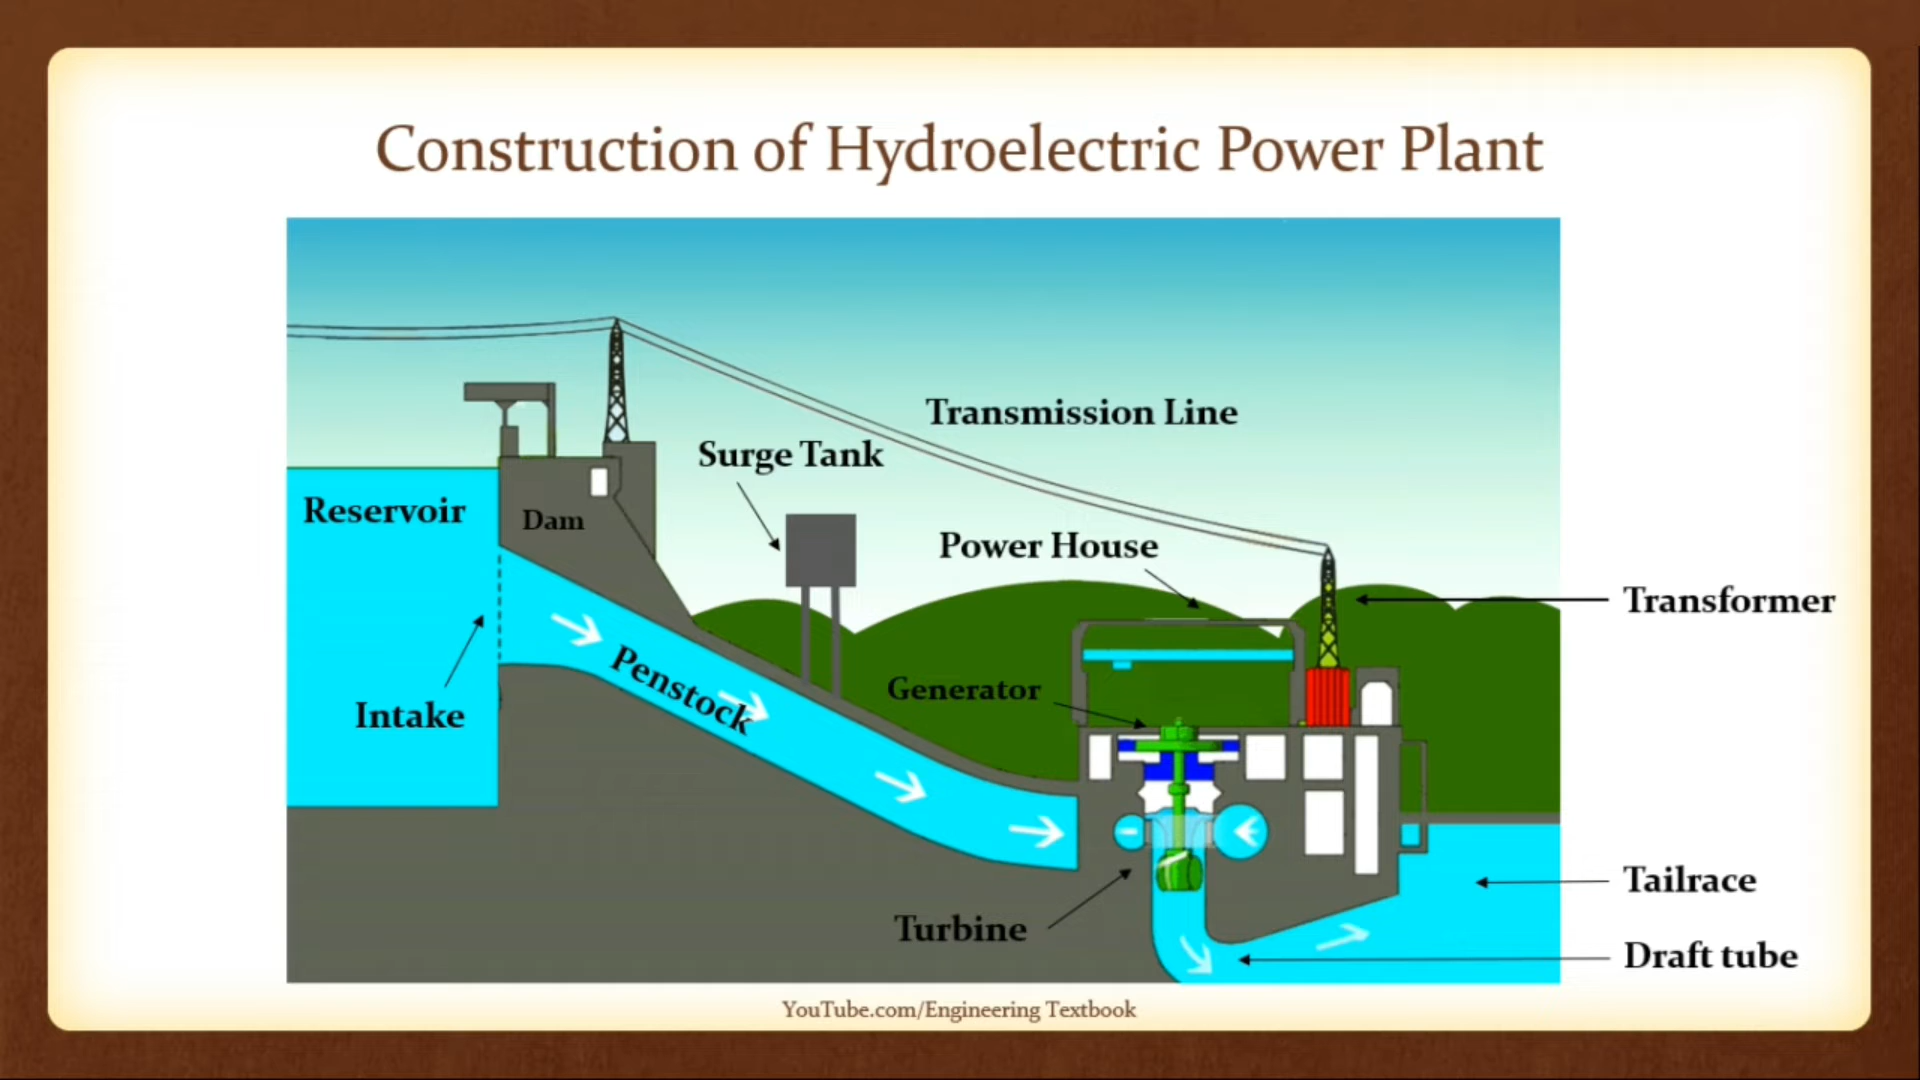 Construction of Hydroelectric Power Plant
Transmission Line
Surge Tank
Reservoir
Dam
Power House
Transformer
Penstock
Generator
Intake
Tailrace
Turbine
Draft tube
YouTube.com/Engineering Textbook